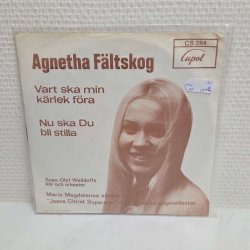 Agnetha Fältskog
CS 284
Cupol
Vart ska min
kärlek föra
Nu ska Du
bli stilla
Sven-Olof Walldoffs
kör och orkester
Maria Magdalenas sånger
"Jesus Christ Superstar"
originaltexter